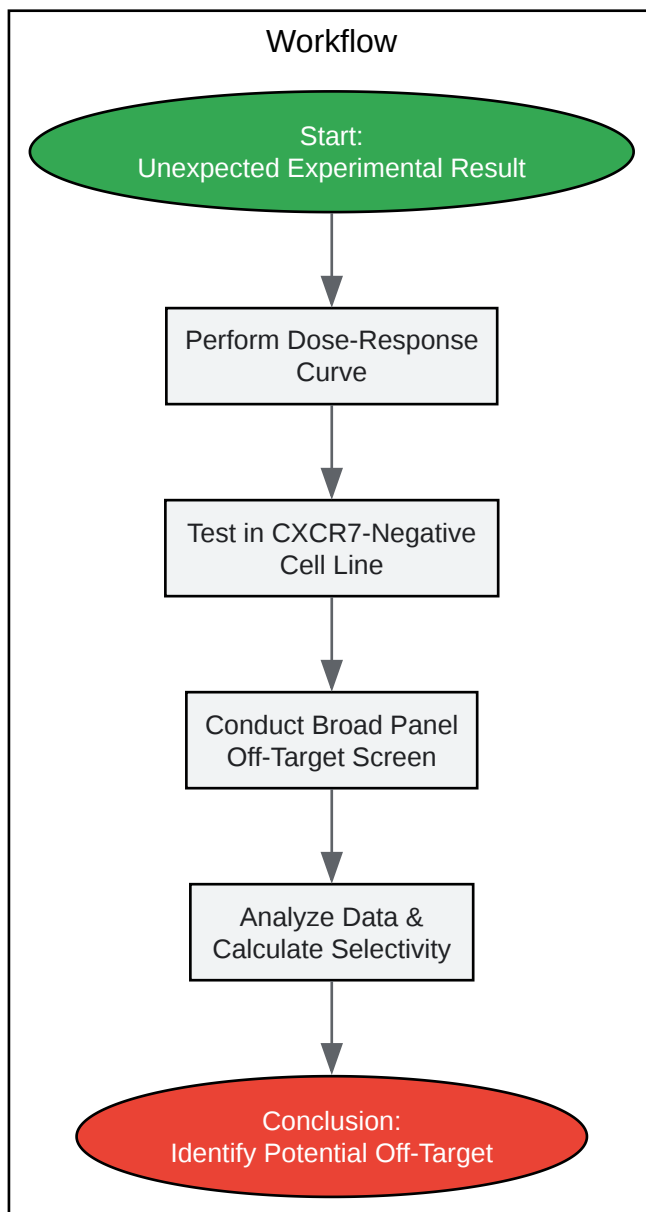 Workflow
Start:
Unexpected Experimental Result
Perform Dose-Response
Curve
Test in CXCR7-Negative
Cell Line
Conduct Broad Panel
Off-Target Screen
Analyze Data &
Calculate Selectivity
Conclusion:
Identify Potential Off-Target